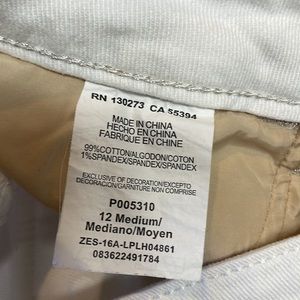 RN 130273 CA 55394
MADE IN CHINA
HECHO EN CHINA
FABRIQUE EN CHINE
99%COTTON/ALGODON/COTON
1%SPANDEX/SPANDEX/SPANDEX
EXCLUSIVE OF DECORATION/EXCEPTO
DECORACION/GARNITURE NON COMPRISE
P005310
12 Medium/
Mediano/Moyen
ZES-16A-LPLH04861
083622491784